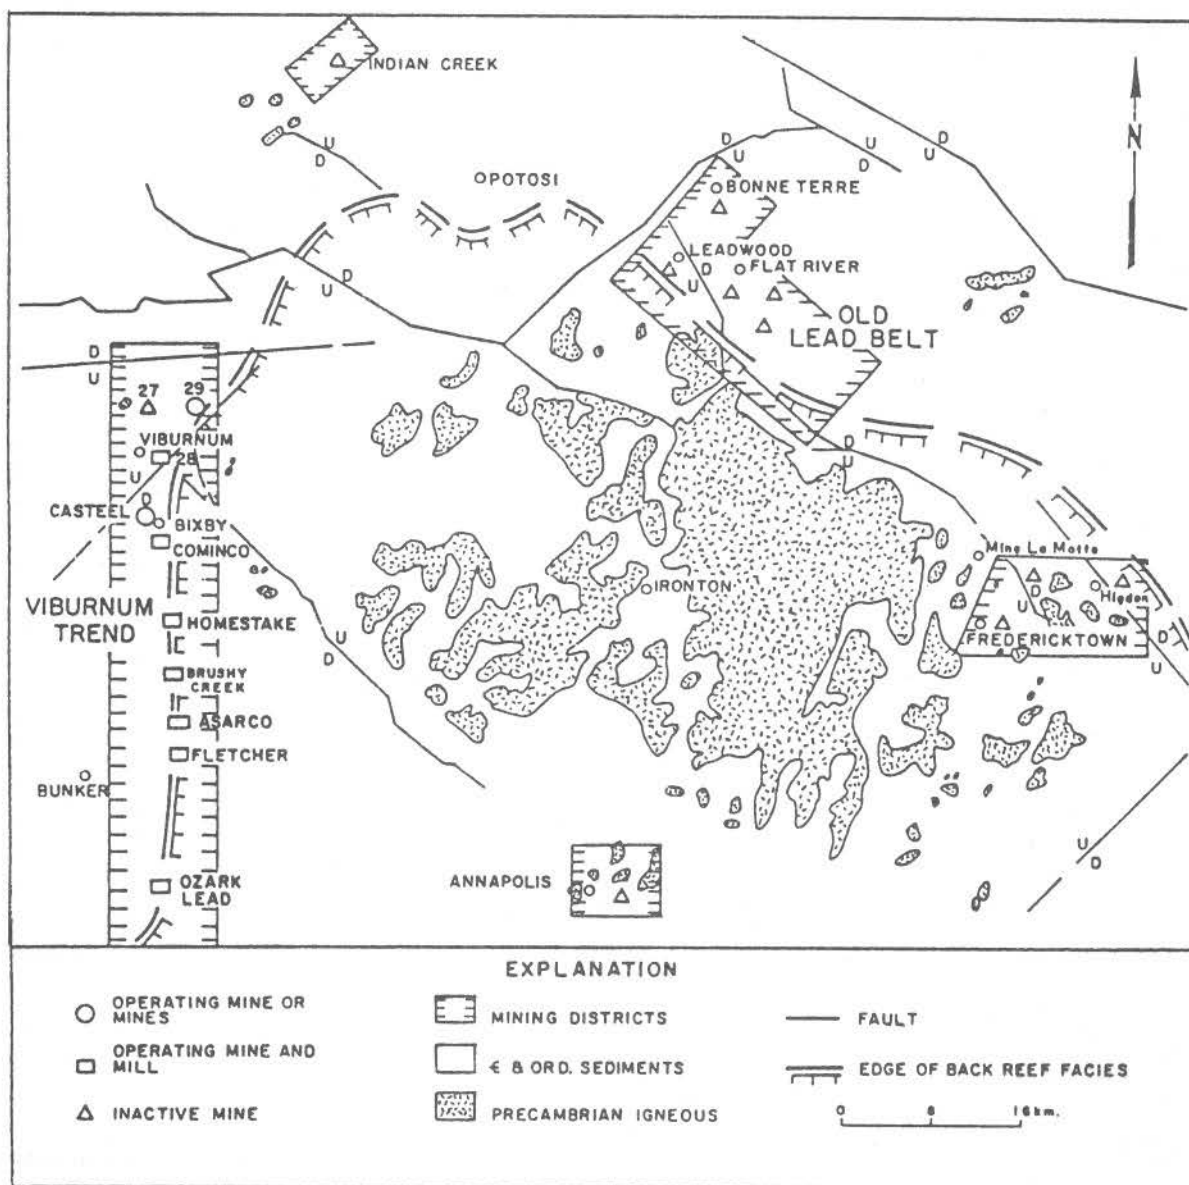 INDIAN CREEK
N
U
D
D
U
D
U
U
D
POTOSI
BONNE TERRE
LEADWOOD
D
U
FLAT RIVER
U
D
OLD
LEAD BELT
D
U
27
29
VIBURNUM
28
U
D
CASTEEL
BIXBY
COMINCO
D
U
Mine La Motte
IRONTON
Higdon
D
U
VIBURNUM
TREND
HOMESTAKE
U
D
FREDERICKTOWN
D
U
BRUSHY
CREEK
ASARCO
FLETCHER
BUNKER
U
D
ANNAPOLIS
OZARK
LEAD
EXPLANATION
OPERATING MINE OR
MINES
MINING DISTRICTS
FAULT
OPERATING MINE AND
MILL
€ & ORD. SEDIMENTS
EDGE OF BACK REEF FACIES
INACTIVE MINE
PRECAMBRIAN IGNEOUS
0 8 16 km.